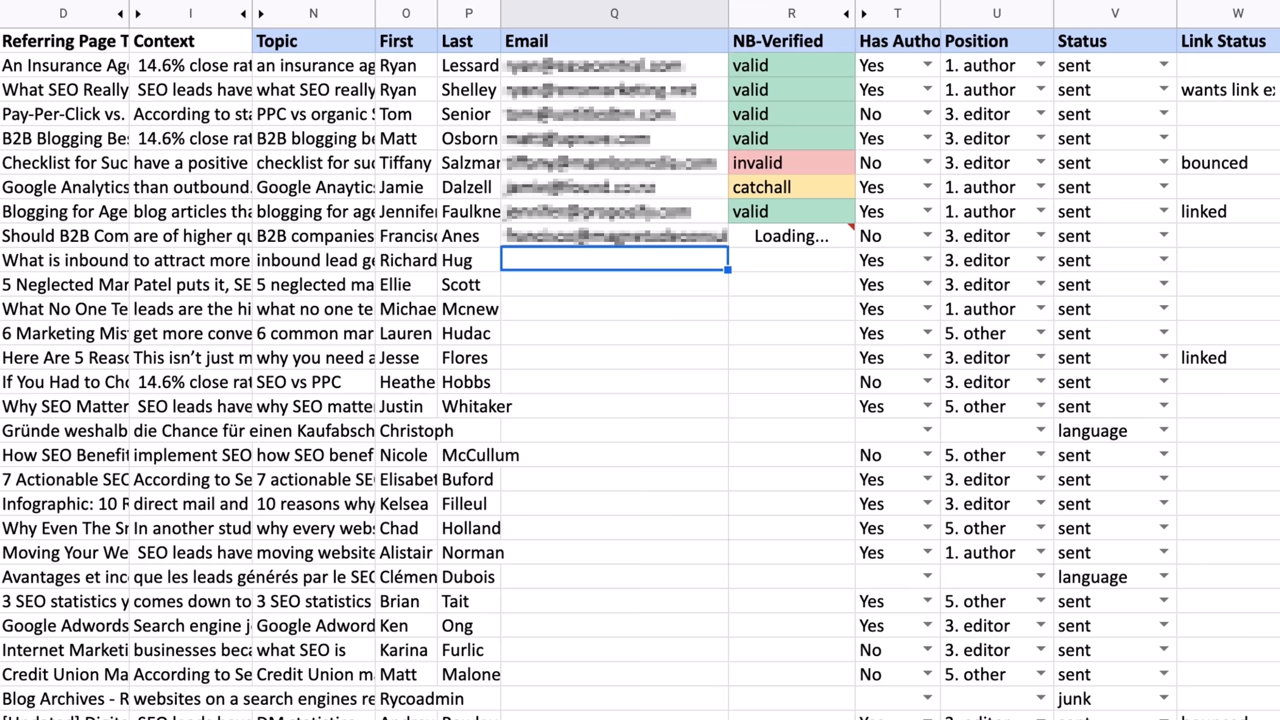 D I N O P Q R T U V W
Referring Page T Context Topic First Last Email NB-Verified Has Autho Position Status Link Status
An Insurance Age 14.6% close rat an insurance ag Ryan Lessard valid Yes 1. author sent
What SEO Really SEO leads have what SEO really Ryan Shelley valid Yes 1. author sent wants link ex
Pay-Per-Click vs. According to sta PPC vs organic S Tom Senior valid No 3. editor sent
B2B Blogging Bes 14.6% close rat B2B blogging be Matt Osborn valid Yes 3. editor sent
Checklist for Suc have a positive checklist for suc Tiffany Salzmar invalid No 3. editor sent bounced
Google Analytics than outbound. Google Anaytic Jamie Dalzell catchall Yes 1. author sent
Blogging for Age blog articles tha blogging for age Jennifer Faulkne valid Yes 1. author sent linked
Should B2B Com are of higher qu B2B companies Francisc Anes Loading... No 3. editor sent
What is inbound to attract more inbound lead ge Richard Hug Yes 3. editor sent
5 Neglected Mar Patel puts it, SE 5 neglected ma Ellie Scott Yes 3. editor sent
What No One Te leads are the hi what no one te Michae Mcnew Yes 1. author sent
6 Marketing Mis get more conve 6 common mar Lauren Hudac Yes 5. other sent
Here Are 5 Reaso This isn’t just m why you need a Jesse Flores Yes 3. editor sent linked
If You Had to Cho 14.6% close rat SEO vs PPC Heathe Hobbs No 3. editor sent
Why SEO Matter SEO leads have why SEO matte Justin Whitaker Yes 5. other sent
Gründe weshalb die Chance für einen Kaufabsch Christoph language
How SEO Benefit implement SEO how SEO benef Nicole McCullum No 5. other sent
7 Actionable SEC According to Se 7 actionable SE Elisabet Buford Yes 3. editor sent
Infographic: 10 R direct mail and 10 reasons why Kelsea Filleul Yes 3. editor sent
Why Even The Sr In another stud why every webs Chad Holland Yes 5. other sent
Moving Your We SEO leads have moving website Alistair Norman Yes 1. author sent
Avantages et inc que les leads générés par le SEC Clémen Dubois language
3 SEO statistics y comes down to 3 SEO statistics Brian Tait Yes 5. other sent
Google Adwords Search engine j Google Adword Ken Ong Yes 3. editor sent
Internet Marketi businesses beca what SEO is Karina Furlic No 3. editor sent
Credit Union Ma According to Se Credit Union m Matt Malone No 5. other sent
Blog Archives - R websites on a search engines re Rycoadmin junk